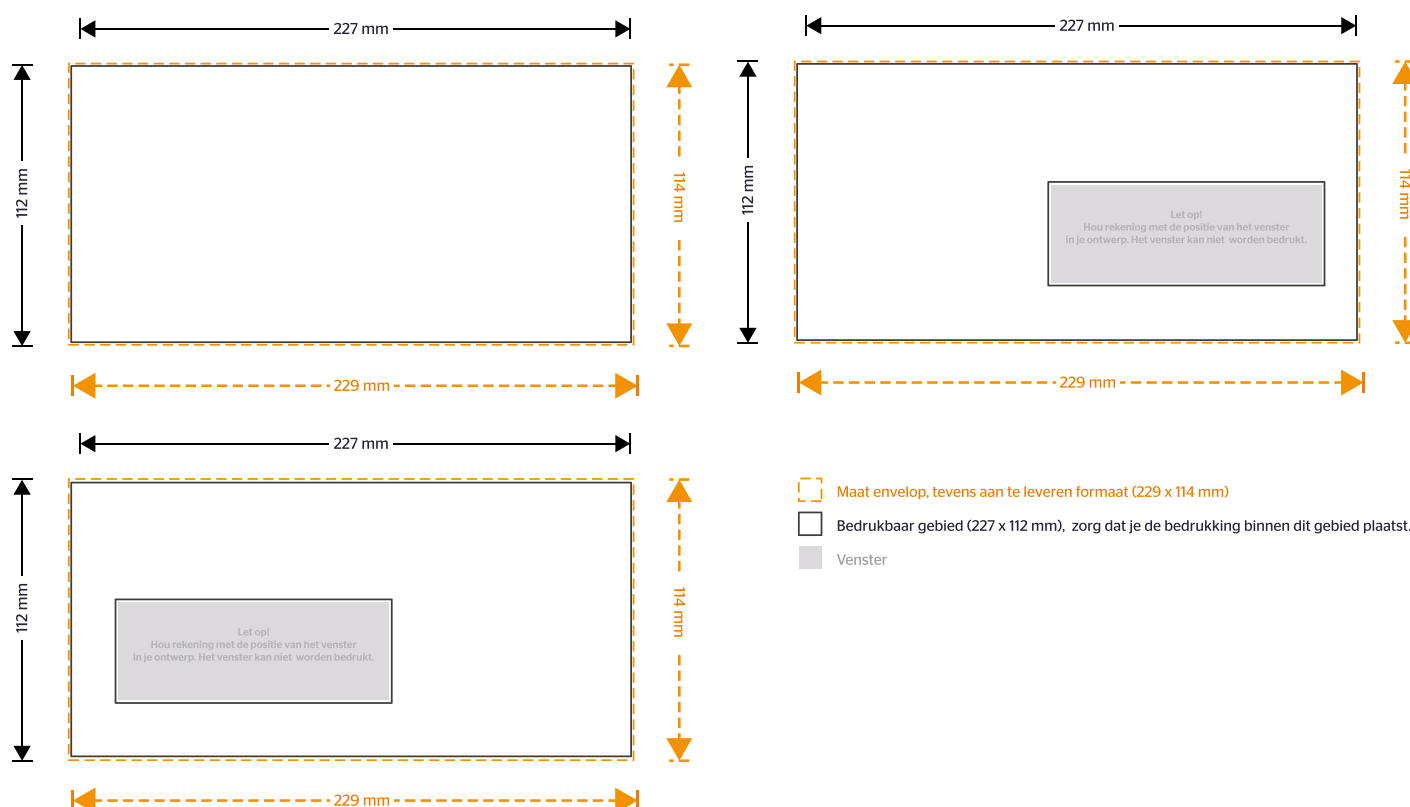 227 mm
112 mm
114 mm
229 mm
227 mm
112 mm
114 mm
Let op!
Hou rekening met de positie van het venster
in je ontwerp. Het venster kan niet worden bedrukt.
229 mm
227 mm
112 mm
114 mm
Let op!
Hou rekening met de positie van het venster
in je ontwerp. Het venster kan niet worden bedrukt.
229 mm
Maat envelop, tevens aan te leveren formaat (229 x 114 mm)
Bedrukbaar gebied (227 x 112 mm), zorg dat je de bedrukking binnen dit gebied plaatst.
Venster